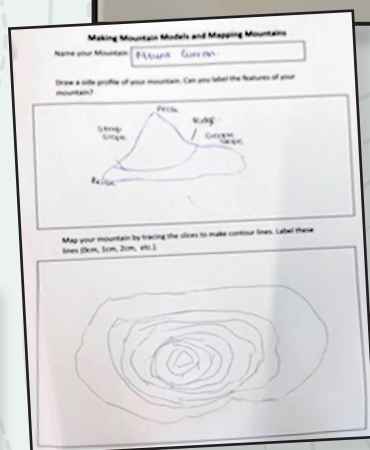 Making Mountain Models and Mapping Mountains
Name your Mountain: Mount
Draw a side profile of your mountain. Can you label the features of your
mountain?
Peak
Steep Ridge
slope Gentle
slope
Map your mountain by tracing the slices to make contour lines. Label these
lines (0cm, 1cm, 2cm, etc.).